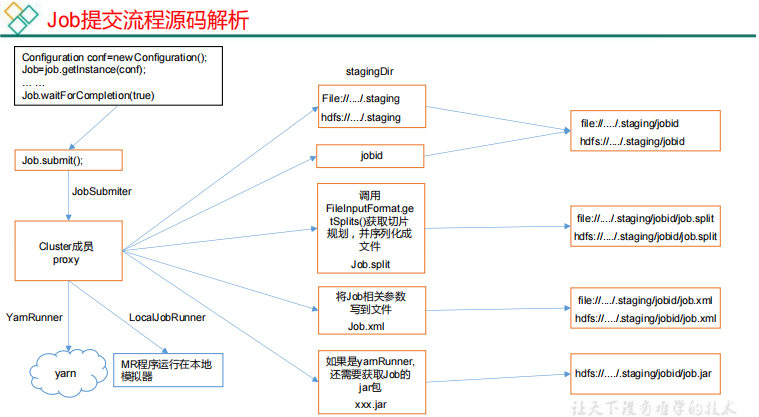 Job提交流程源码解析
Configuration conf=newConfiguration();
Job=job.getInstance(conf);
... ...
Job.waitForCompletion(true)
Job.submit();
JobSubmiter
Cluster成员
proxy
YarnRunner
LocalJobRunner
yarn
MR程序运行在本地
模拟器
stagingDir
File://..../.staging
hdfs://..../.staging
jobid
调用
FileInputFormat.ge
tSplits()获取切片
规划，并序列化成
文件
Job.split
将Job相关参数
写到文件
Job.xml
如果是yarnRunner,
还需要获取Job的
jar包
xxx.jar
file://..../.staging/jobid
hdfs://..../.staging/jobid
file://..../.staging/jobid/job.split
hdfs://..../.staging/jobid/job.split
file://..../.staging/jobid/job.xml
hdfs://..../.staging/jobid/job.xml
hdfs://..../.staging/jobid/job.jar
让天下没有难学的技术